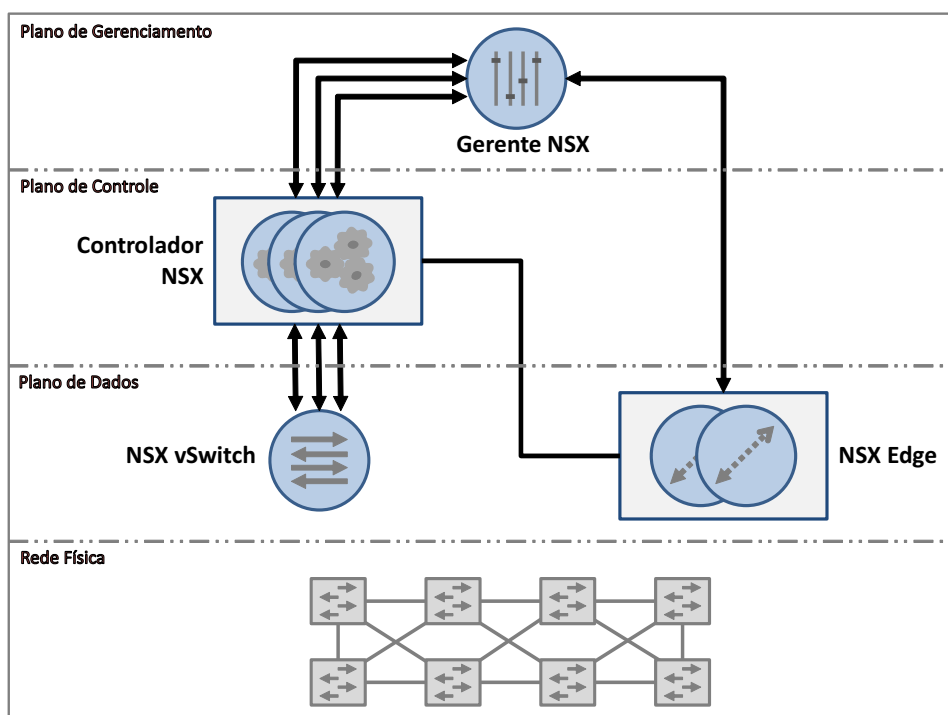 Plano de Gerenciamento
Gerente NSX
Plano de Controle
Controlador
NSX
Plano de Dados
NSX vSwitch
NSX Edge
Rede Física